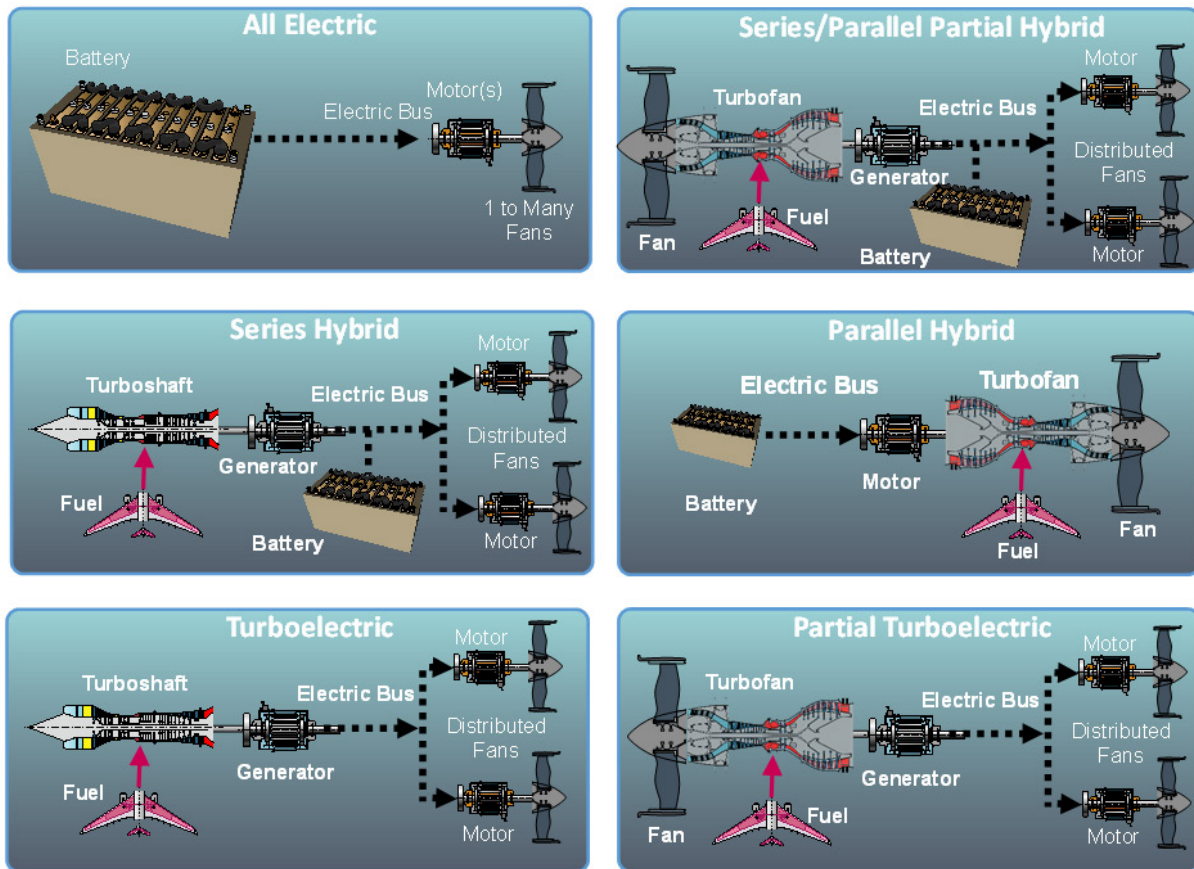 All Electric
Battery
Motor(s)
Electric Bus
1 to Many
Fans
Series/Parallel Partial Hybrid
Motor
Turbofan
Electric Bus
Distributed
Fans
Generator
Fuel
Fan
Battery
Motor
Series Hybrid
Motor
Turboshaft
Electric Bus
Distributed
Fans
Generator
Fuel
Battery
Motor
Parallel Hybrid
Electric Bus
Turbofan
Battery
Motor
Fuel
Fan
Turboelectric
Motor
Turboshaft
Electric Bus
Distributed
Fans
Generator
Fuel
Motor
Partial Turboelectric
Motor
Turbofan
Electric Bus
Distributed
Fans
Generator
Fuel
Fan
Motor